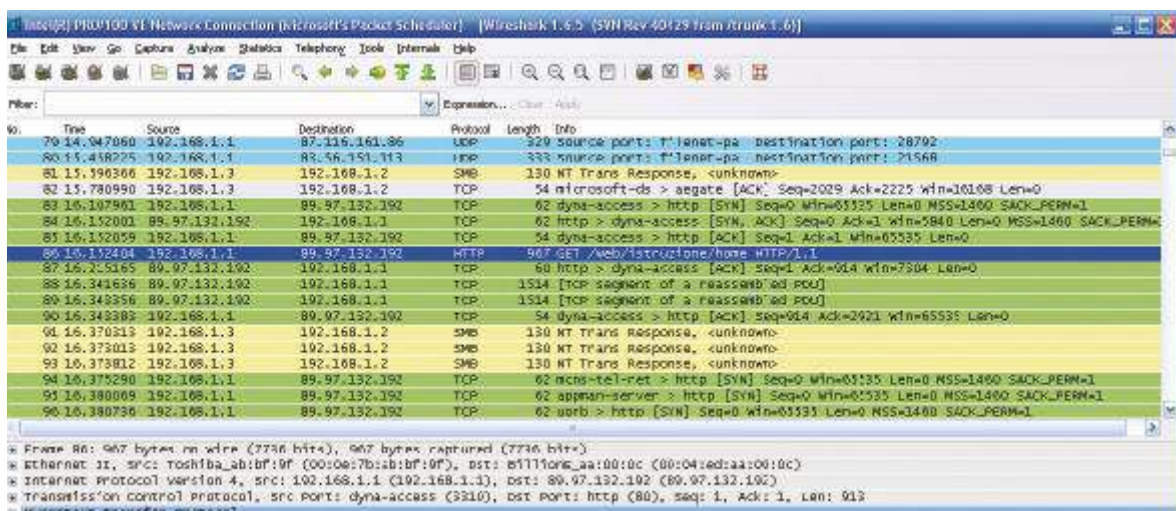 Intel(R) PRO/100 VE Network Connection (Microsoft's Packet Scheduler) [Wireshark 1.6.5 (SVN Rev 40429 from /trunk-1.6)]
File Edit View Go Capture Analyze Statistics Telephony Tools Internals Help
Filter: Expression... Clear Apply
No. Time Source Destination Protocol Length Info
79 14.947060 192.168.1.1 87.116.161.86 UDP 329 Source port: filenet-pa Destination port: 28792
80 15.458225 192.168.1.1 83.56.151.113 UDP 333 Source port: filenet-pa Destination port: 21568
81 15.596366 192.168.1.3 192.168.1.2 SMB 130 NT Trans Response, <unknown>
82 15.780990 192.168.1.2 192.168.1.3 TCP 54 microsoft-ds > aegate [ACK] Seq=2029 Ack=2225 Win=16168 Len=0
83 16.107961 192.168.1.1 89.97.132.192 TCP 62 dyna-access > http [SYN] Seq=0 Win=65535 Len=0 MSS=1460 SACK_PERM=1
84 16.152001 89.97.132.192 192.168.1.1 TCP 62 http > dyna-access [SYN, ACK] Seq=0 Ack=1 Win=5840 Len=0 MSS=1460 SACK_PERM=
85 16.152059 192.168.1.1 89.97.132.192 TCP 54 dyna-access > http [ACK] Seq=1 Ack=1 Win=65535 Len=0
86 16.152404 192.168.1.1 89.97.132.192 HTTP 967 GET /web/istruzione/home HTTP/1.1
87 16.215165 89.97.132.192 192.168.1.1 TCP 60 http > dyna-access [ACK] Seq=1 Ack=914 Win=7304 Len=0
88 16.341636 89.97.132.192 192.168.1.1 TCP 1514 [TCP segment of a reassembled PDU]
89 16.343356 89.97.132.192 192.168.1.1 TCP 1514 [TCP segment of a reassembled PDU]
90 16.343383 192.168.1.1 89.97.132.192 TCP 54 dyna-access > http [ACK] Seq=914 Ack=2921 Win=65535 Len=0
91 16.370313 192.168.1.3 192.168.1.2 SMB 130 NT Trans Response, <unknown>
92 16.373013 192.168.1.3 192.168.1.2 SMB 130 NT Trans Response, <unknown>
93 16.373812 192.168.1.3 192.168.1.2 SMB 130 NT Trans Response, <unknown>
94 16.375290 192.168.1.1 89.97.132.192 TCP 62 mcns-tel-ret > http [SYN] Seq=0 Win=65535 Len=0 MSS=1460 SACK_PERM=1
95 16.380069 192.168.1.1 89.97.132.192 TCP 62 appman-server > http [SYN] Seq=0 Win=65535 Len=0 MSS=1460 SACK_PERM=1
96 16.380736 192.168.1.1 89.97.132.192 TCP 62 uorb > http [SYN] Seq=0 Win=65535 Len=0 MSS=1460 SACK_PERM=1
Frame 86: 967 bytes on wire (7736 bits), 967 bytes captured (7736 bits)
Ethernet II, Src: Toshiba_ab:bf:9f (00:0e:7b:ab:bf:9f), Dst: Billions_aa:00:0c (00:04:ed:aa:00:0c)
Internet Protocol Version 4, Src: 192.168.1.1 (192.168.1.1), Dst: 89.97.132.192 (89.97.132.192)
Transmission Control Protocol, Src Port: dyna-access (3310), Dst Port: http (80), Seq: 1, Ack: 1, Len: 913